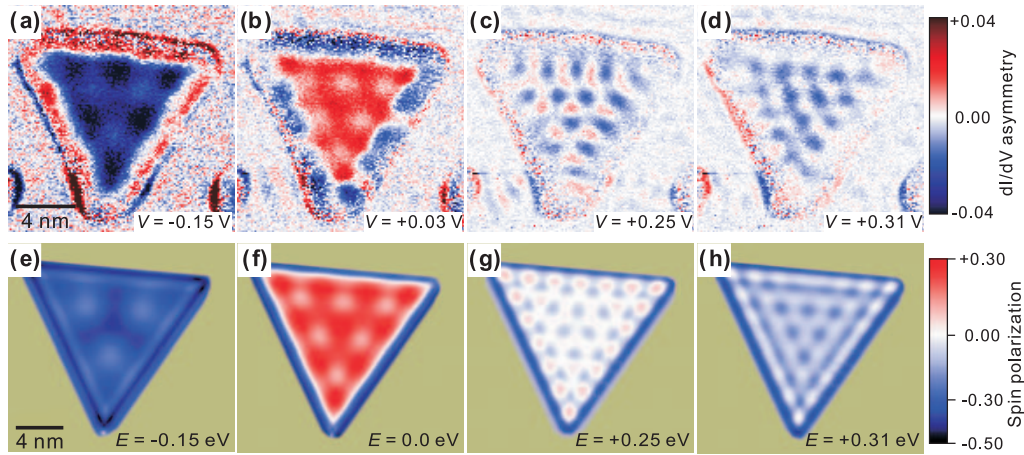 (a) (b) (c) (d)
+0.04
0.00
-0.04
dI/dV asymmetry
4 nm V = -0.15 V V = +0.03 V V = +0.25 V V = +0.31 V
(e) (f) (g) (h)
+0.30
0.00
-0.30
-0.50
Spin polarization
4 nm E = -0.15 eV E = 0.0 eV E = +0.25 eV E = +0.31 eV